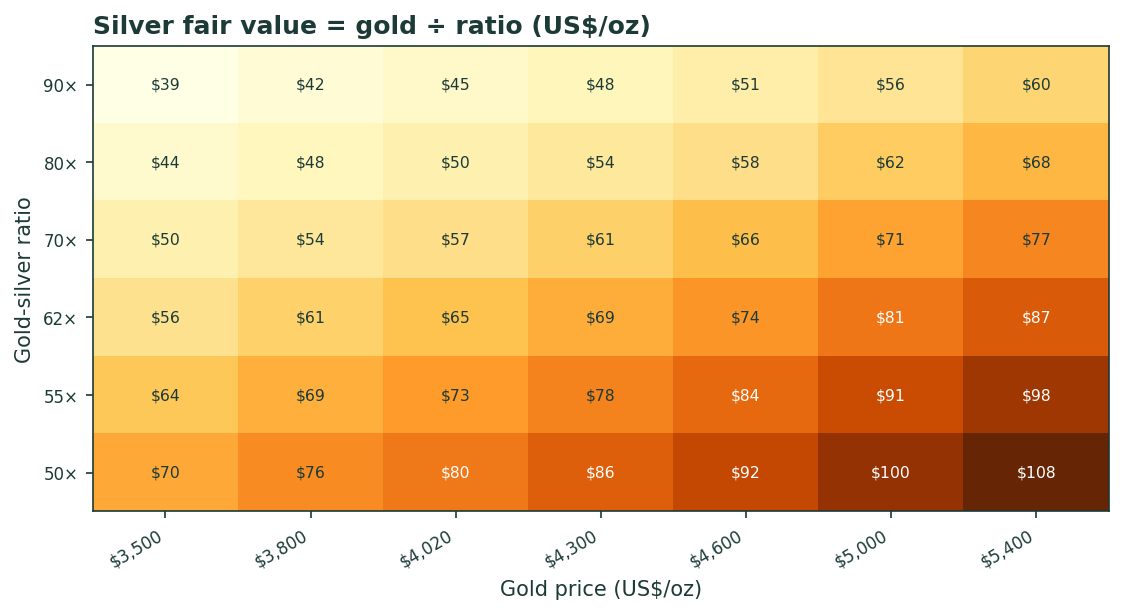 Silver fair value = gold ÷ ratio (US$/oz)
Gold-silver ratio
90× $39 $42 $45 $48 $51 $56 $60
80× $44 $48 $50 $54 $58 $62 $68
70× $50 $54 $57 $61 $66 $71 $77
62× $56 $61 $65 $69 $74 $81 $87
55× $64 $69 $73 $78 $84 $91 $98
50× $70 $76 $80 $86 $92 $100 $108
$3,500 $3,800 $4,020 $4,300 $4,600 $5,000 $5,400
Gold price (US$/oz)